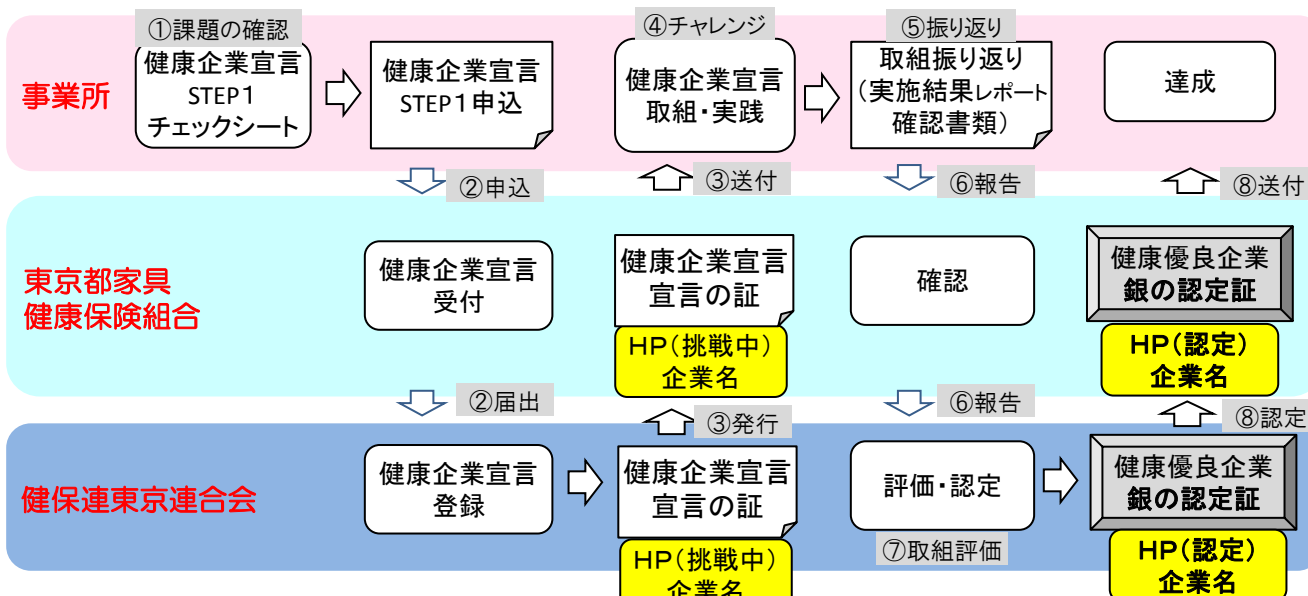 ①課題の確認
健康企業宣言
STEP1
チェックシート
健康企業宣言
STEP1申込
④チャレンジ
健康企業宣言
取組・実践
⑤振り返り
取組振り返り
(実施結果レポート
確認書類)
達成
事業所
②申込
③送付
⑥報告
⑧送付
東京都家具
健康保険組合
健康企業宣言
受付
健康企業宣言
宣言の証
HP(挑戦中)
企業名
確認
健康優良企業
銀の認定証
HP(認定)
企業名
②届出
③発行
⑥報告
⑧認定
健保連東京連合会
健康企業宣言
登録
健康企業宣言
宣言の証
HP(挑戦中)
企業名
評価・認定
⑦取組評価
健康優良企業
銀の認定証
HP(認定)
企業名